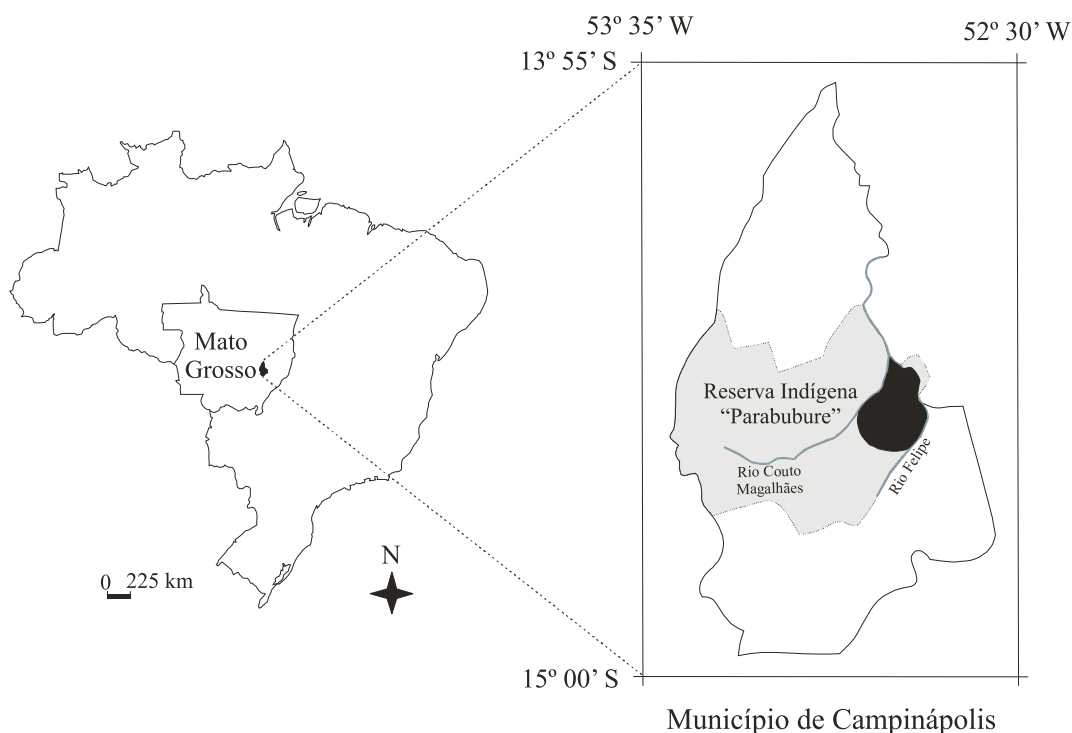 53º 35’ W
52º 30’ W
13º 55’ S
Mato
Grosso
Reserva Indígena
“Parabubure”
Rio Couto
Magalhães
Rio Felipe
N
0 225 km
15º 00’ S
Município de Campinápolis